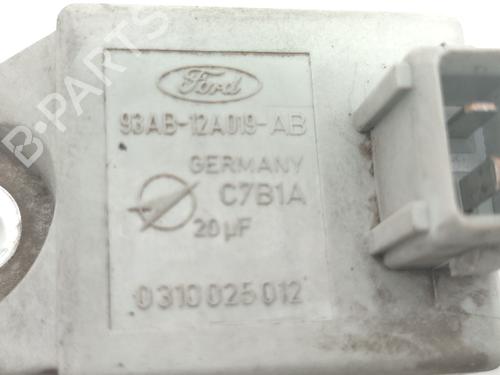 B-PARTS
Ford
93AB-12A019-AB
GERMANY
C7B1A
20 µF
0310025012